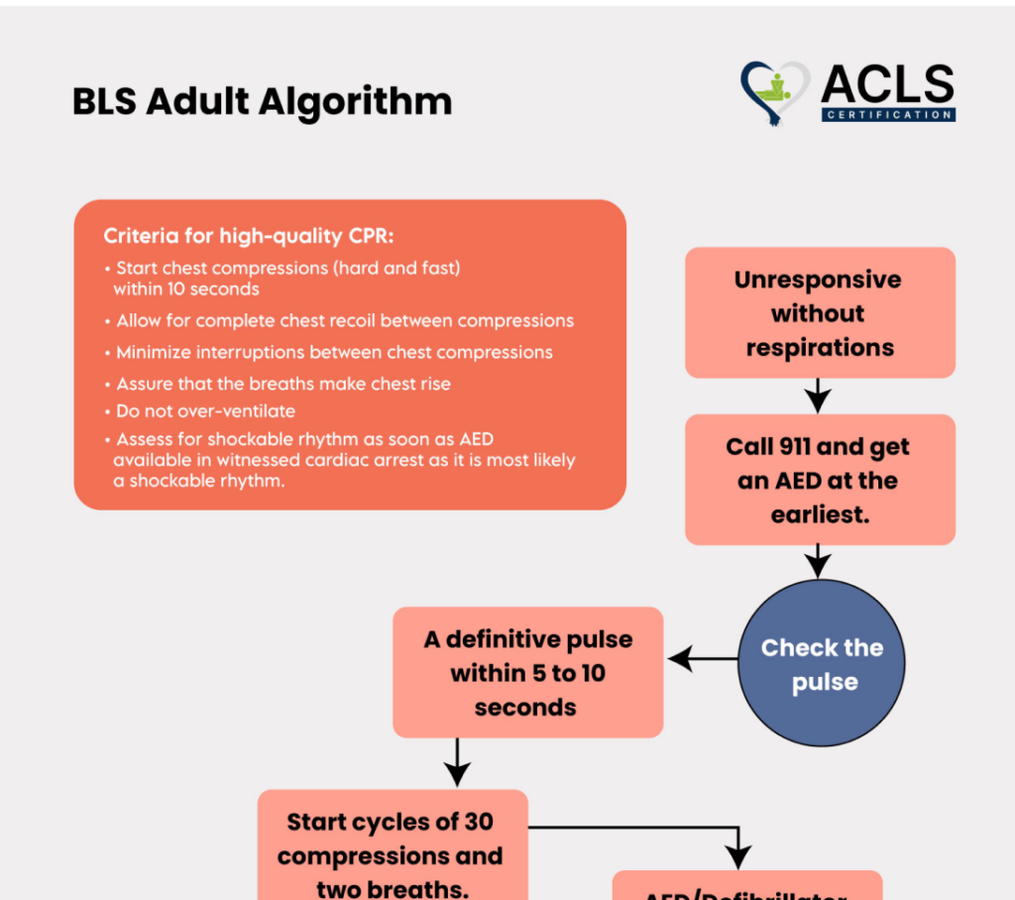 BLS Adult Algorithm
ACLS
CERTIFICATION
Criteria for high-quality CPR:
• Start chest compressions (hard and fast)
within 10 seconds
• Allow for complete chest recoil between compressions
• Minimize interruptions between chest compressions
• Assure that the breaths make chest rise
• Do not over-ventilate
• Assess for shockable rhythm as soon as AED
available in witnessed cardiac arrest as it is most likely
a shockable rhythm.
Unresponsive
without
respirations
Call 911 and get
an AED at the
earliest.
Check the
pulse
A definitive pulse
within 5 to 10
seconds
Start cycles of 30
compressions and
two breaths.
AED/Defibrillator